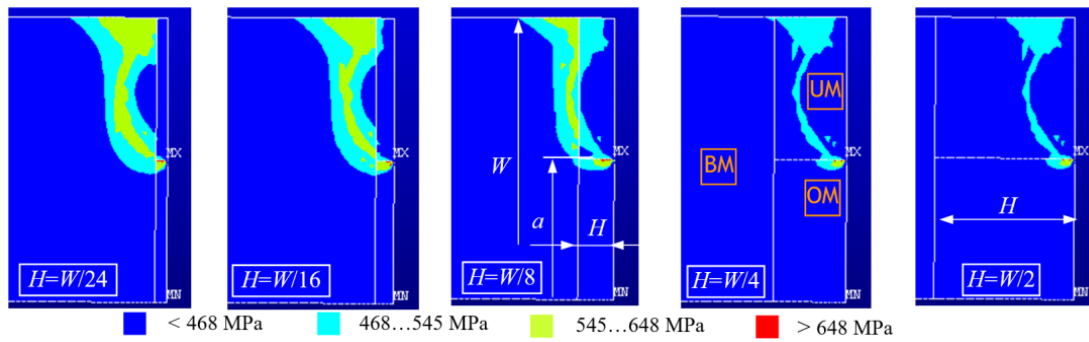 MX
MN
H=W/24
MX
MN
H=W/16
W
a
H
MX
MN
H=W/8
UM
BM
MX
OM
MN
H=W/4
MX
H
MN
H=W/2
< 468 MPa
468…545 MPa
545…648 MPa
> 648 MPa